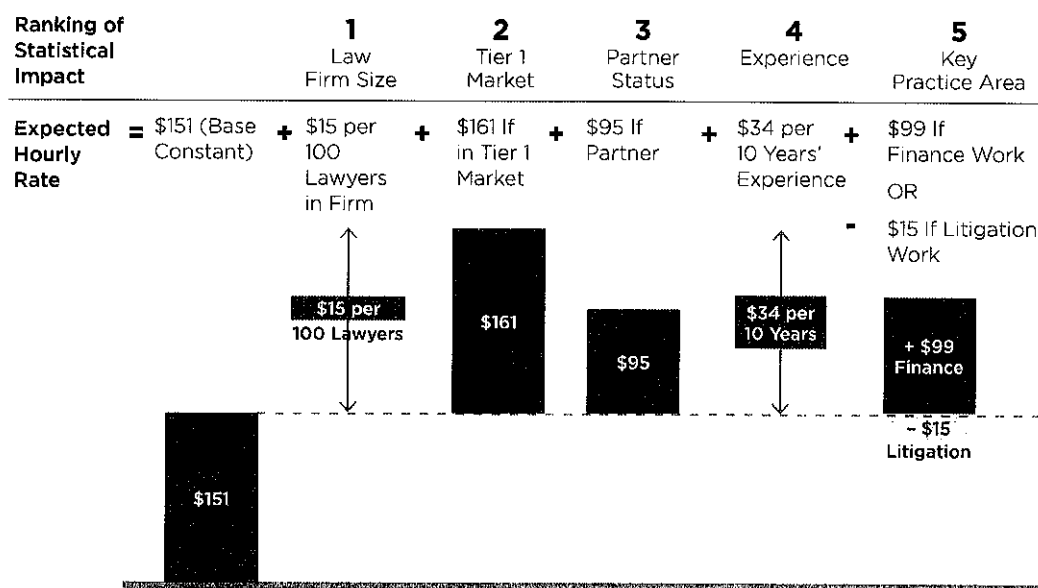 Ranking of
Statistical
Impact
1
Law
Firm Size
2
Tier 1
Market
3
Partner
Status
4
Experience
5
Key
Practice Area
Expected
Hourly
Rate
=
$151 (Base
Constant)
+
$15 per
100
Lawyers
in Firm
+
$161 If
in Tier 1
Market
+
$95 If
Partner
+
$34 per
10 Years'
Experience
+
$99 If
Finance Work
OR
-
$15 If Litigation
Work
$15 per
100 Lawyers
$161
$95
$34 per
10 Years
+ $99
Finance
- $15
Litigation
$151